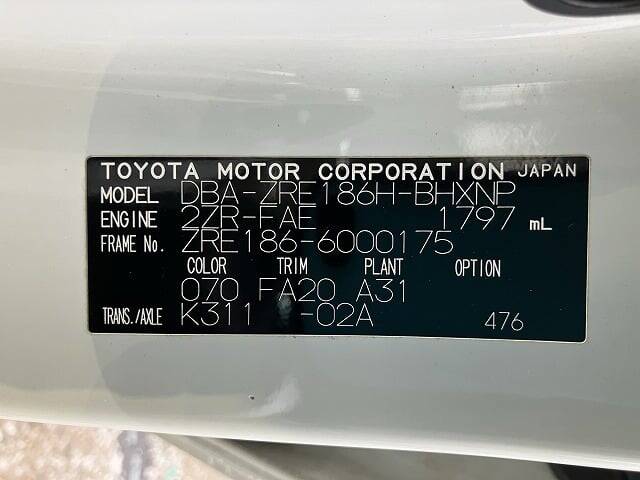 TOYOTA MOTOR CORPORATION JAPAN
MODEL DBA-ZRE186H-BHXNP
ENGINE 2ZR-FAE 1797 mL
FRAME No. ZRE186-6000175
COLOR TRIM PLANT OPTION
070 FA20 A31
TRANS./AXLE K311 -02A 476